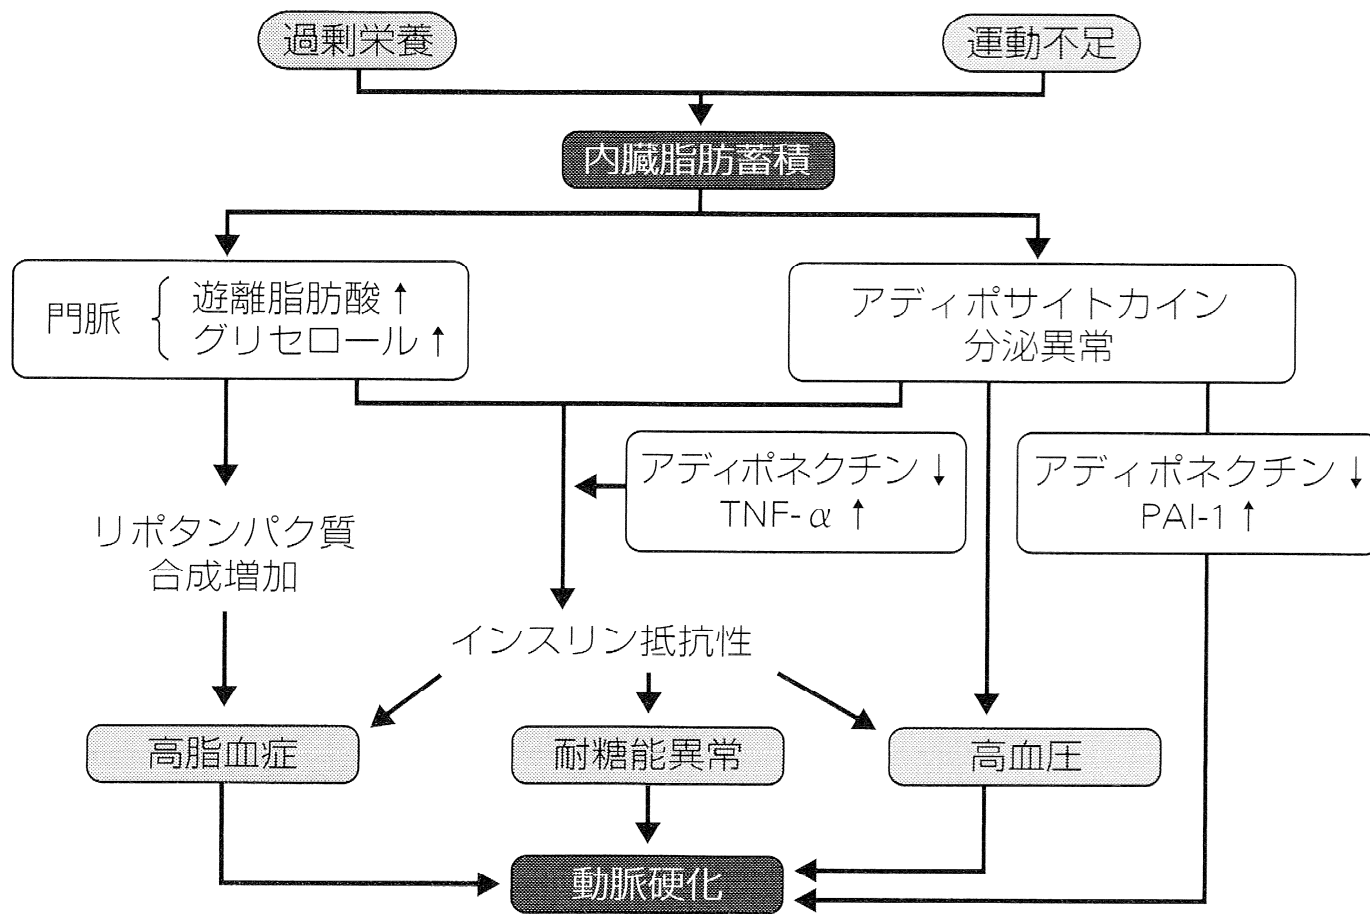 過剰栄養
運動不足
内臓脂肪蓄積
門脈
遊離脂肪酸↑
グリセロール↑
アディポサイトカイン
分泌異常
アディポネクチン↓
TNF-α↑
アディポネクチン↓
PAI-1↑
リポタンパク質
合成増加
インスリン抵抗性
高脂血症
耐糖能異常
高血圧
動脈硬化